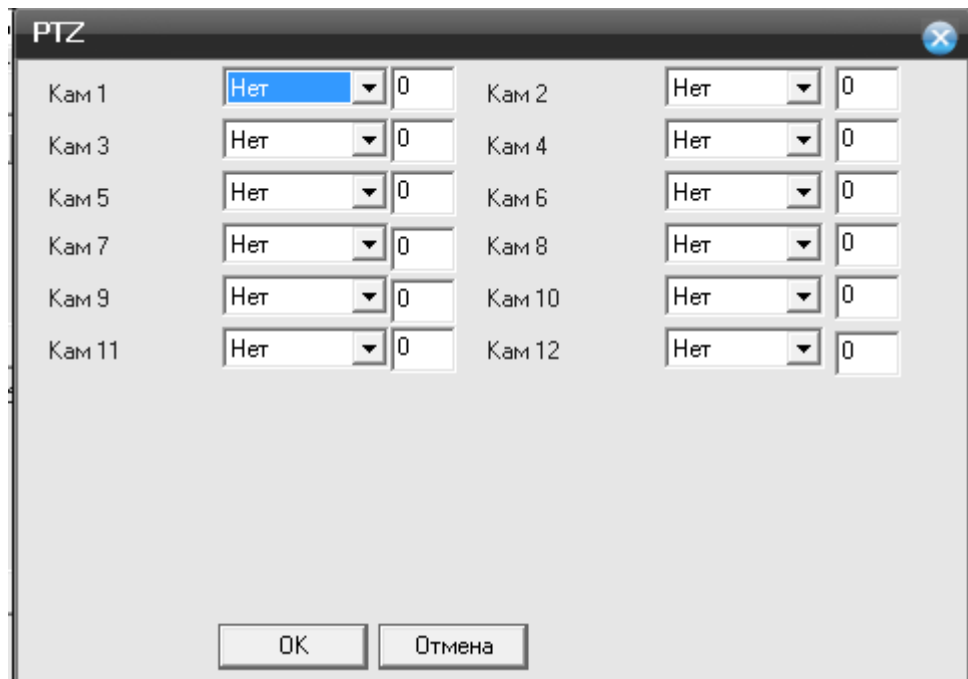 PTZ
Кам 1 Нет 0 Кам 2 Нет 0
Кам 3 Нет 0 Кам 4 Нет 0
Кам 5 Нет 0 Кам 6 Нет 0
Кам 7 Нет 0 Кам 8 Нет 0
Кам 9 Нет 0 Кам 10 Нет 0
Кам 11 Нет 0 Кам 12 Нет 0
OK Отмена